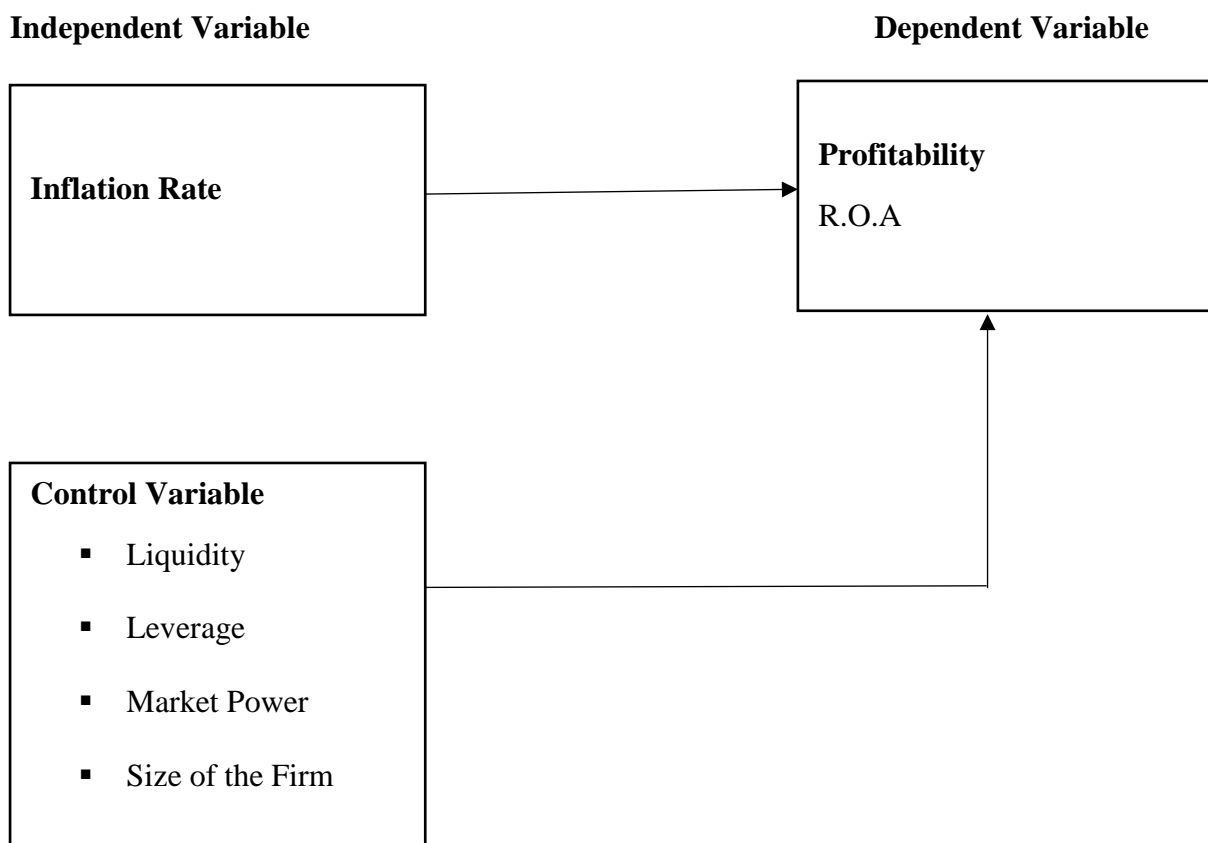 Independent Variable
Dependent Variable
Inflation Rate
Profitability
R.O.A
Control Variable
▪ Liquidity
▪ Leverage
▪ Market Power
▪ Size of the Firm